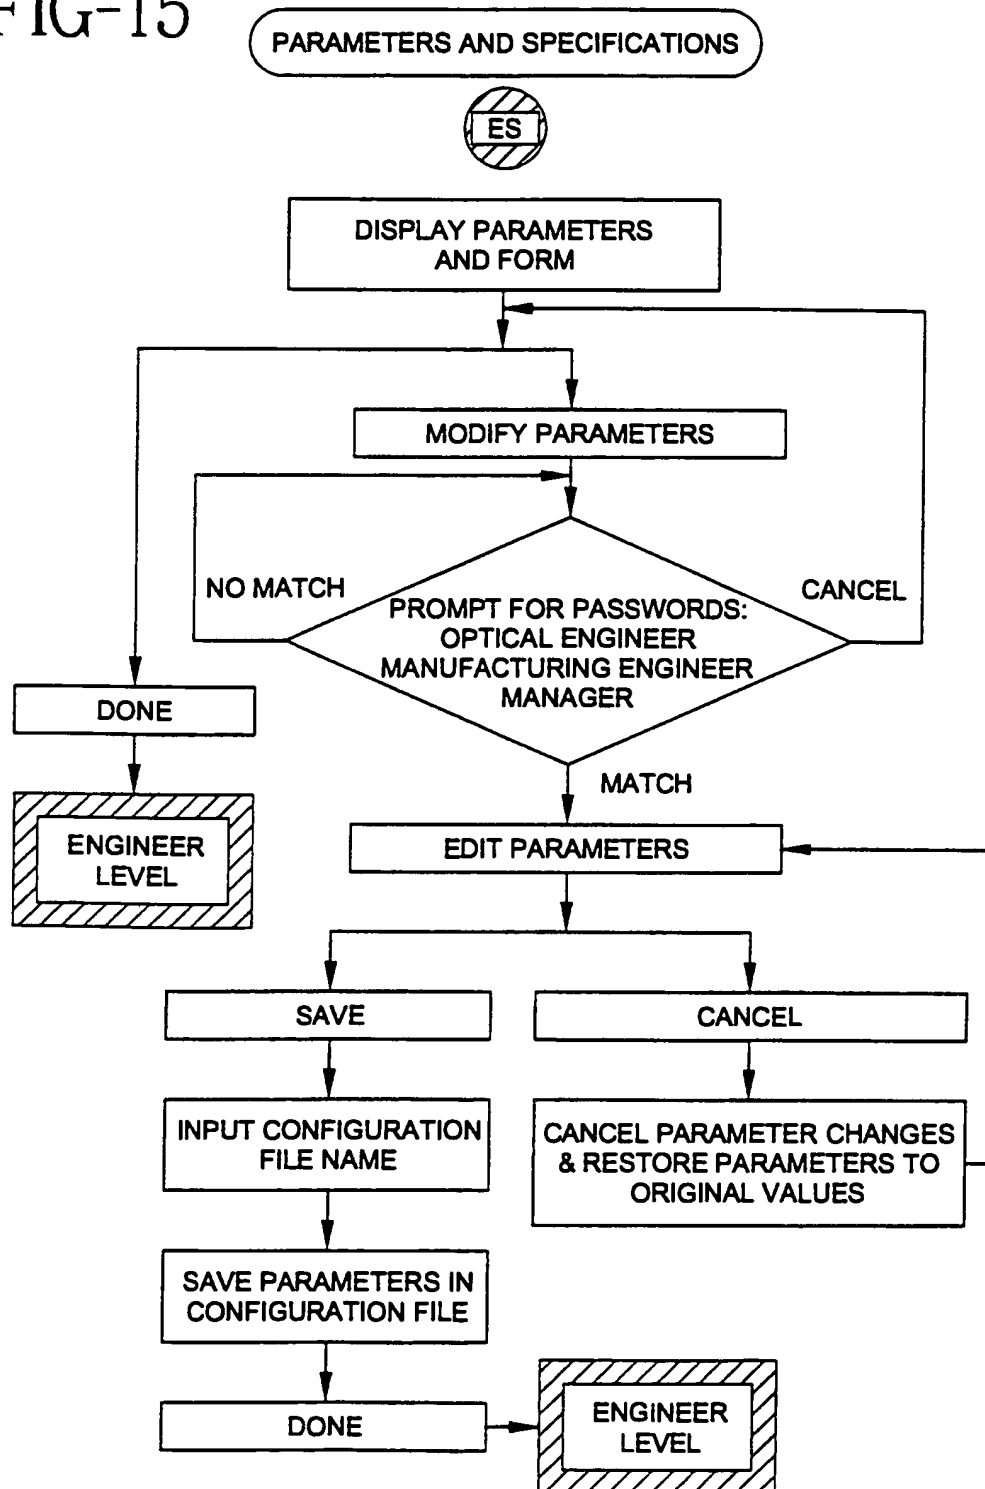 FIG-15
PARAMETERS AND SPECIFICATIONS
ES
DISPLAY PARAMETERS
AND FORM
MODIFY PARAMETERS
NO MATCH
CANCEL
PROMPT FOR PASSWORDS:
OPTICAL ENGINEER
MANUFACTURING ENGINEER
MANAGER
DONE
MATCH
ENGINEER
LEVEL
EDIT PARAMETERS
SAVE
CANCEL
INPUT CONFIGURATION
FILE NAME
CANCEL PARAMETER CHANGES
& RESTORE PARAMETERS TO
ORIGINAL VALUES
SAVE PARAMETERS IN
CONFIGURATION FILE
DONE
ENGINEER
LEVEL